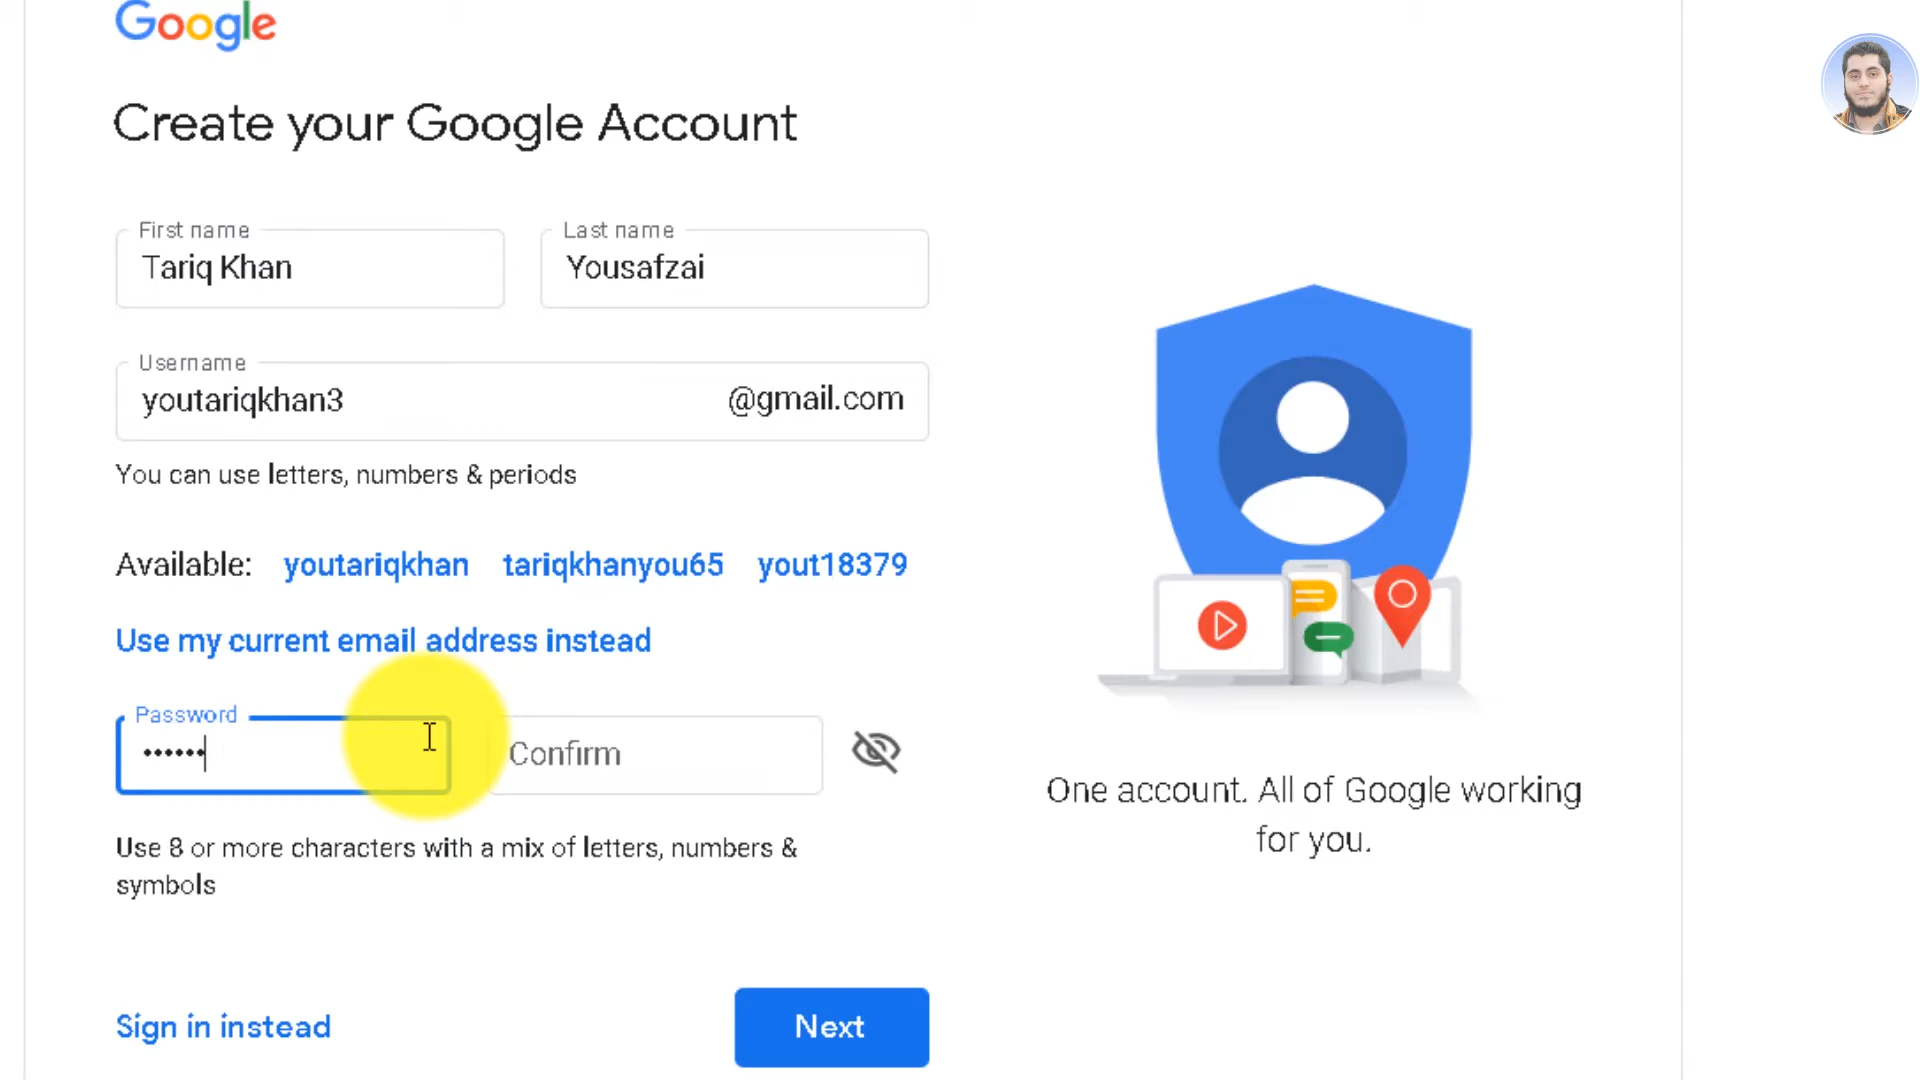 Google
Create your Google Account
First name
Last name
Tariq Khan
Yousafzai
Username
youtariqkhan3
@gmail.com
You can use letters, numbers & periods
Available: youtariqkhan tariqkhanyou65 yout18379
Use my current email address instead
Password
••••••
Confirm
Use 8 or more characters with a mix of letters, numbers &
symbols
Sign in instead
Next
One account. All of Google working
for you.